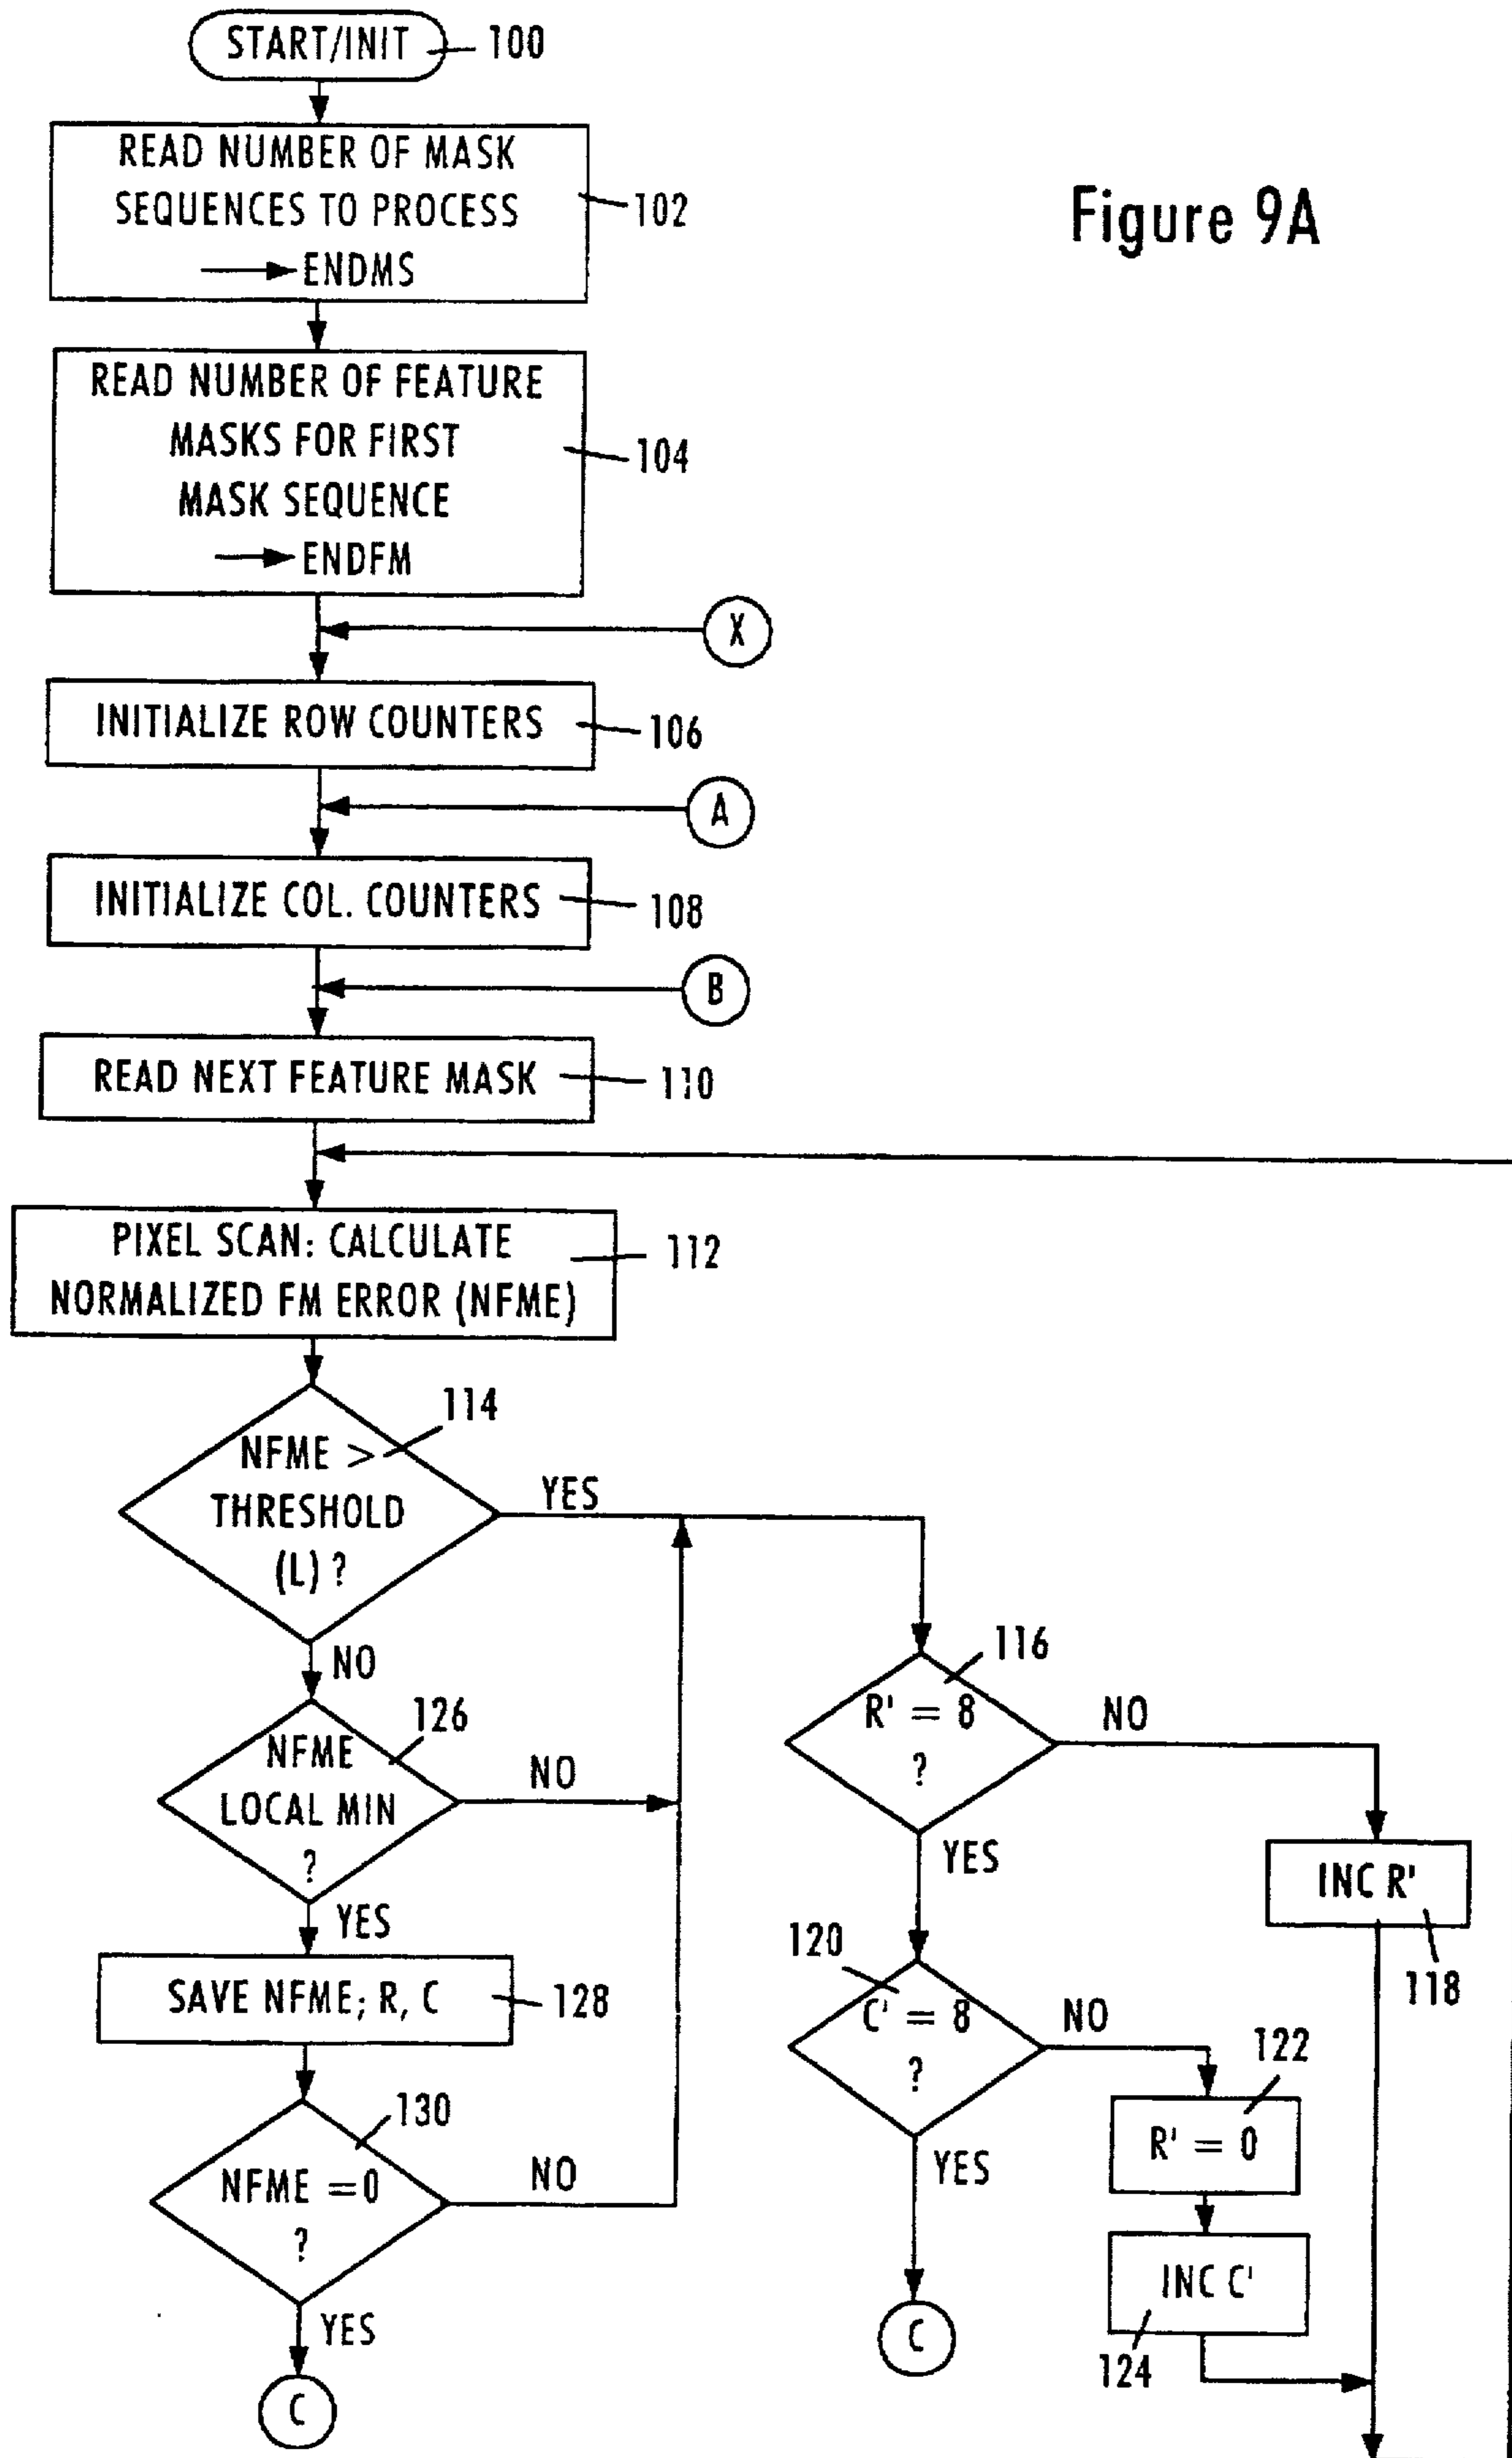 START/INIT
100
READ NUMBER OF MASK
SEQUENCES TO PROCESS
ENDMS
102
Figure 9A
READ NUMBER OF FEATURE
MASKS FOR FIRST
MASK SEQUENCE
ENDFM
104
X
INITIALIZE ROW COUNTERS
106
A
INITIALIZE COL. COUNTERS
108
B
READ NEXT FEATURE MASK
110
PIXEL SCAN: CALCULATE
NORMALIZED FM ERROR (NFME)
112
114
NFME >
THRESHOLD
(L) ?
YES
NO
126
NFME
LOCAL MIN
?
NO
YES
SAVE NFME; R, C
128
130
NFME = 0
?
NO
YES
C
116
R' = 8
?
NO
YES
INC R'
118
120
C' = 8
?
NO
YES
122
R' = 0
INC C'
124
C